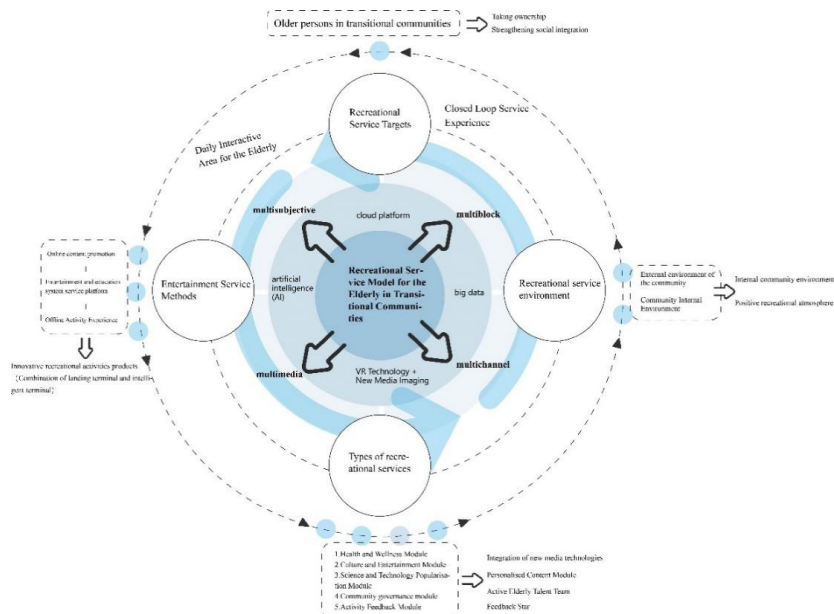 Older persons in transitional communities
Taking ownership
Strengthening social integration
Recreational
Service Targets
Closed Loop Service
Experience
Daily Interactive
Area for the Elderly
multisubjective
cloud platform
multiblock
Online content promotion
Entertainment and education
system service platform
Offline Activity Experience
Entertainment Service
Methods
artificial
intelligence
(AI)
Recreational Ser-
vice Model for the
Elderly in Transi-
tional Communi-
ties
big data
Recreational service
environment
External environment of
the community
Community Internal
Environment
Internal community environment
Positive recreational atmosphere
Innovative recreational activities products
(Combination of landing terminal and intelli-
gent terminal)
multimedia
VR Technology +
New Media Imaging
multichannel
Types of recre-
ational services
1.Health and Wellness Module
2.Culture and Entertainment Module
3.Science and Technology Popularis-
ation Module
4.Community governance module
5.Activity Feedback Module
Integration of new media technologies
Personalised Content Module
Active Elderly Talent Team
Feedback Star